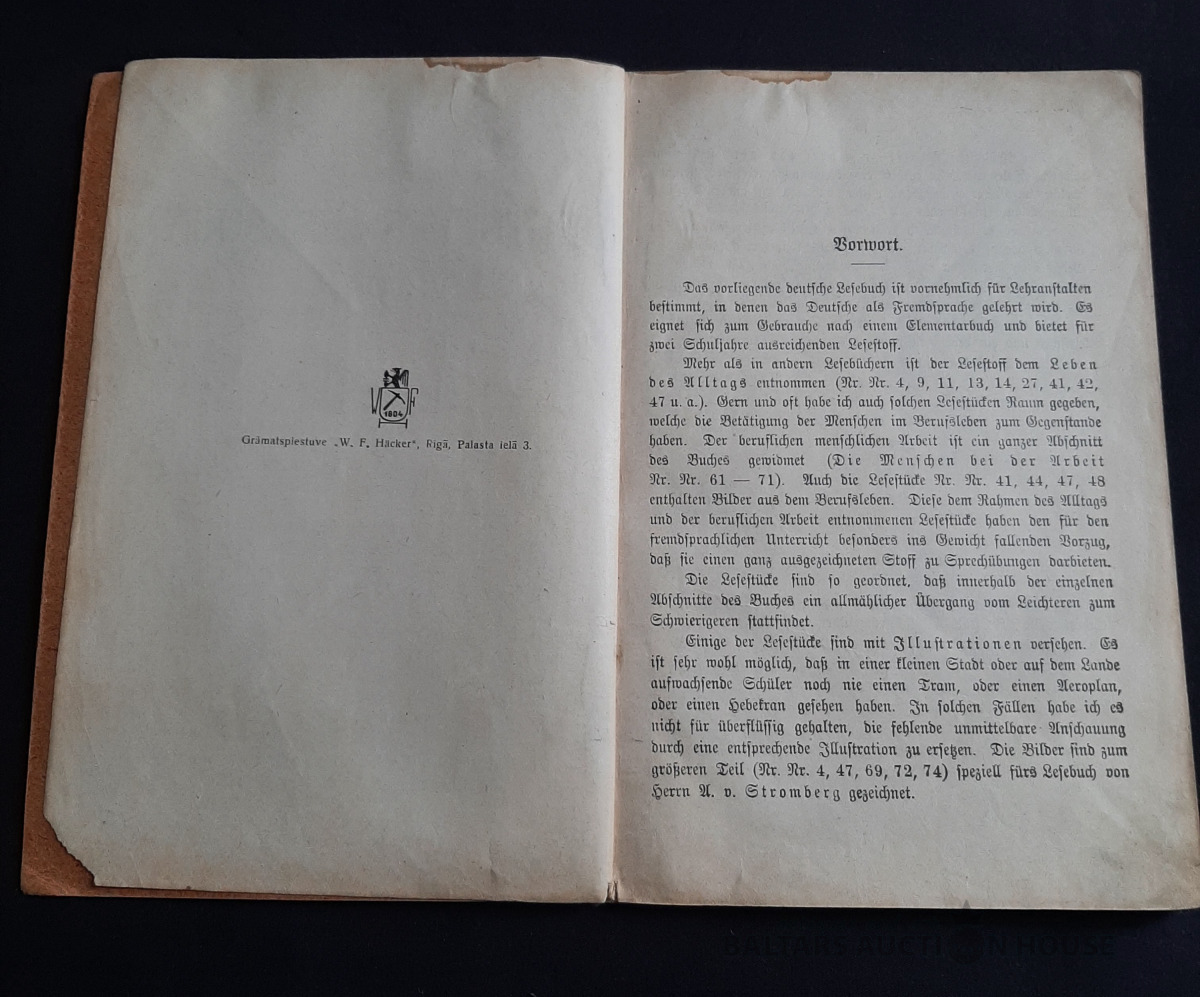 W F
1804
Grāmatspiestuve „W. F. Häcker“, Rīgā, Palasta ielā 3.
Vorwort.
Das vorliegende deutsche Lesebuch ist vornehmlich für Lehranstalten
bestimmt, in denen das Deutsche als Fremdsprache gelehrt wird. Es
eignet sich zum Gebrauche nach einem Elementarbuch und bietet für
zwei Schuljahre ausreichenden Lesestoff.
Mehr als in andern Lesebüchern ist der Lesestoff dem Leben
des Alltags entnommen (Nr. Nr. 4, 9, 11, 13, 14, 27, 41, 42,
47 u. a.). Gern und oft habe ich auch solchen Lesestücken Raum gegeben,
welche die Betätigung der Menschen im Berufsleben zum Gegenstande
haben. Der beruflichen menschlichen Arbeit ist ein ganzer Abschnitt
des Buches gewidmet (Die Menschen bei der Arbeit
Nr. Nr. 61 — 71). Auch die Lesestücke Nr. Nr. 41, 44, 47, 48
enthalten Bilder aus dem Berufsleben. Diese dem Rahmen des Alltags
und der beruflichen Arbeit entnommenen Lesestücke haben den für den
fremdsprachlichen Unterricht besonders ins Gewicht fallenden Vorzug,
daß sie einen ganz ausgezeichneten Stoff zu Sprechübungen darbieten.
Die Lesestücke sind so geordnet, daß innerhalb der einzelnen
Abschnitte des Buches ein allmählicher Übergang vom Leichteren zum
Schwierigeren stattfindet.
Einige der Lesestücke sind mit Illustrationen versehen. Es
ist sehr wohl möglich, daß in einer kleinen Stadt oder auf dem Lande
aufwachsende Schüler noch nie einen Tram, oder einen Aeroplan,
oder einen Hebekran gesehen haben. In solchen Fällen habe ich es
nicht für überflüssig gehalten, die fehlende unmittelbare Anschauung
durch eine entsprechende Illustration zu ersetzen. Die Bilder sind zum
größeren Teil (Nr. Nr. 4, 47, 69, 72, 74) speziell fürs Lesebuch von
Herrn A. v. Stromberg gezeichnet.
BALTARS AUCTION HOUSE